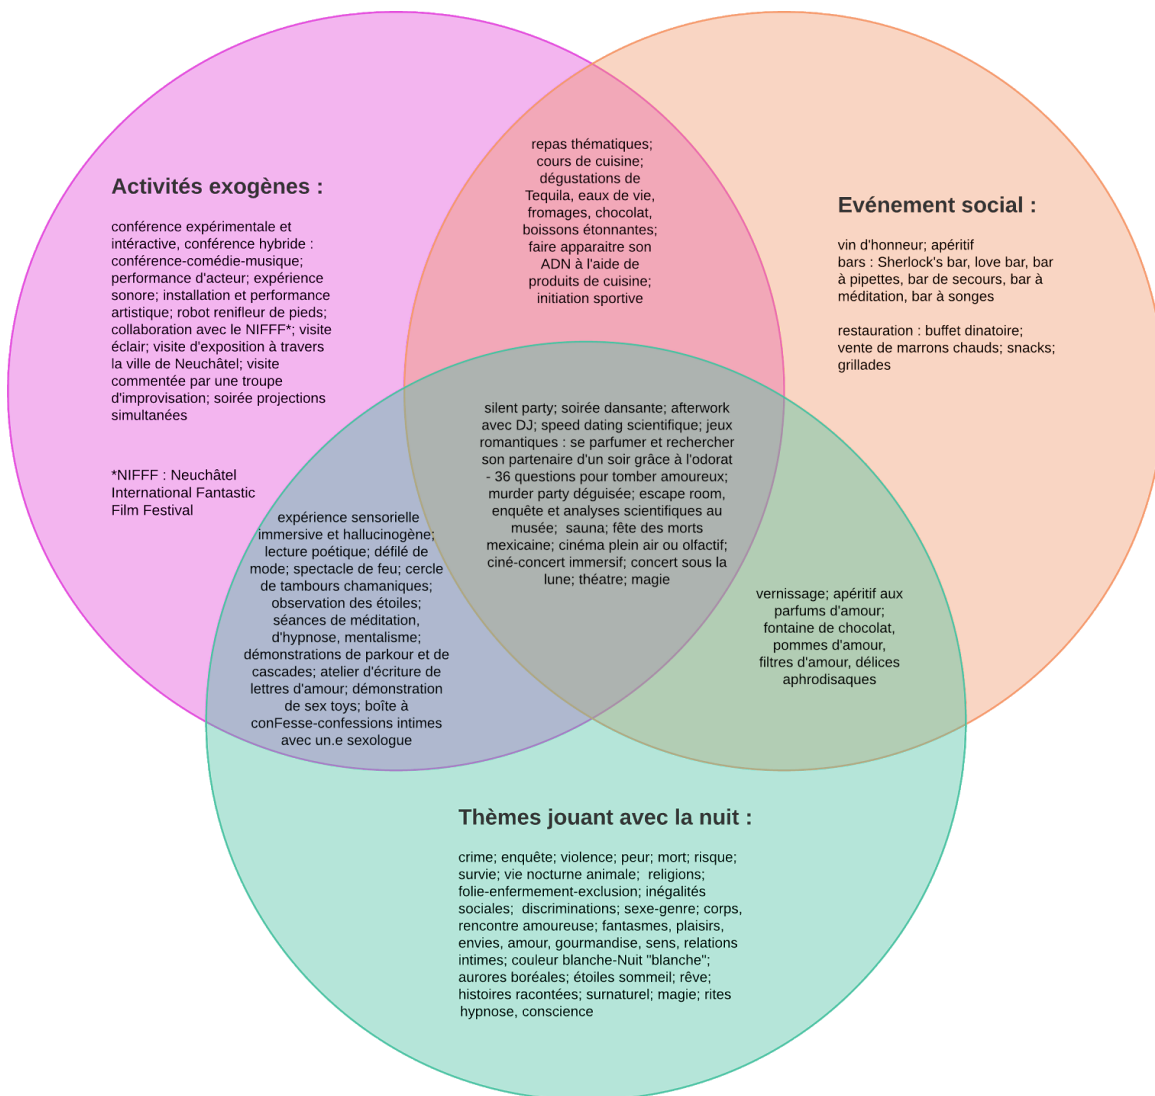 Activités exogènes :
conférence expérimentale et
intéractive, conférence hybride :
conférence-comédie-musique;
performance d'acteur; expérience
sonore; installation et performance
artistique; robot renifleur de pieds;
collaboration avec le NIFFF*; visite
éclair; visite d'exposition à travers
la ville de Neuchâtel; visite
commentée par une troupe
d'improvisation; soirée projections
simultanées
*NIFFF : Neuchâtel
International Fantastic
Film Festival
repas thématiques;
cours de cuisine;
dégustations de
Tequila, eaux de vie,
fromages, chocolat,
boissons étonnantes;
faire apparaitre son
ADN à l'aide de
produits de cuisine;
initiation sportive
Evénement social :
vin d'honneur; apéritif
bars : Sherlock's bar, love bar, bar
à pipettes, bar de secours, bar à
méditation, bar à songes
restauration : buffet dinatoire;
vente de marrons chauds; snacks;
grillades
silent party; soirée dansante; afterwork
avec DJ; speed dating scientifique; jeux
romantiques : se parfumer et rechercher
son partenaire d'un soir grâce à l'odorat
- 36 questions pour tomber amoureux;
murder party déguisée; escape room,
enquête et analyses scientifiques au
musée;  sauna; fête des morts
mexicaine; cinéma plein air ou olfactif;
ciné-concert immersif; concert sous la
lune; théatre; magie
expérience sensorielle
immersive et hallucinogène;
lecture poétique; défilé de
mode; spectacle de feu; cercle
de tambours chamaniques;
observation des étoiles;
séances de méditation,
d'hypnose, mentalisme;
démonstrations de parkour et de
cascades; atelier d'écriture de
lettres d'amour; démonstration
de sex toys; boîte à
conFesse-confessions intimes
avec un.e sexologue
vernissage; apéritif aux
parfums d'amour;
fontaine de chocolat,
pommes d'amour,
filtres d'amour, délices
aphrodisaques
Thèmes jouant avec la nuit :
crime; enquête; violence; peur; mort; risque;
survie; vie nocturne animale;  religions;
folie-enfermement-exclusion; inégalités
sociales;  discriminations; sexe-genre; corps,
rencontre amoureuse; fantasmes, plaisirs,
envies, amour, gourmandise, sens, relations
intimes; couleur blanche-Nuit "blanche";
aurores boréales; étoiles sommeil; rêve;
histoires racontées; surnaturel; magie; rites
hypnose, conscience